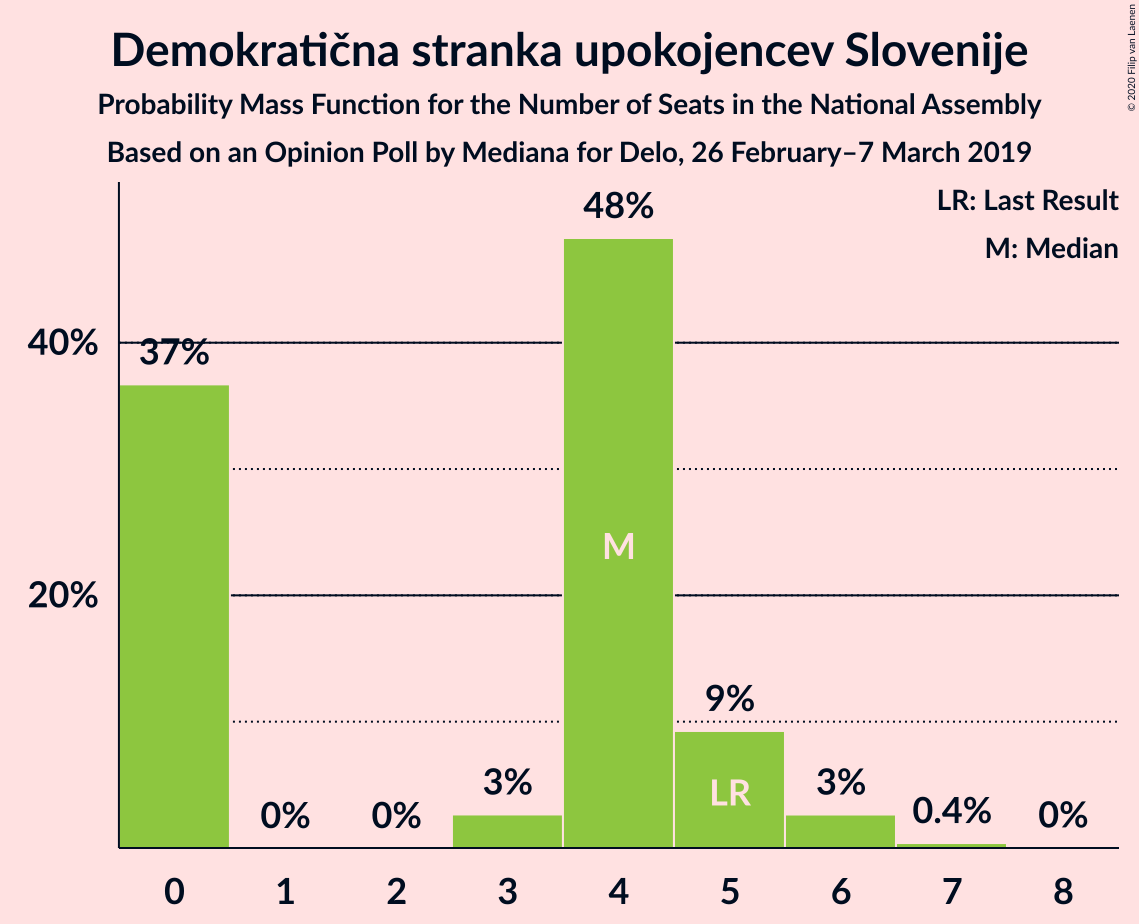 Demokratična stranka upokojencev Slovenije
Probability Mass Function for the Number of Seats in the National Assembly
Based on an Opinion Poll by Mediana for Delo, 26 February–7 March 2019
© 2020 Filip van Laenen
LR: Last Result
M: Median
48%
40%
37%
M
20%
9%
3%
LR
3%
0%
0%
0.4%
0%
0 1 2 3 4 5 6 7 8